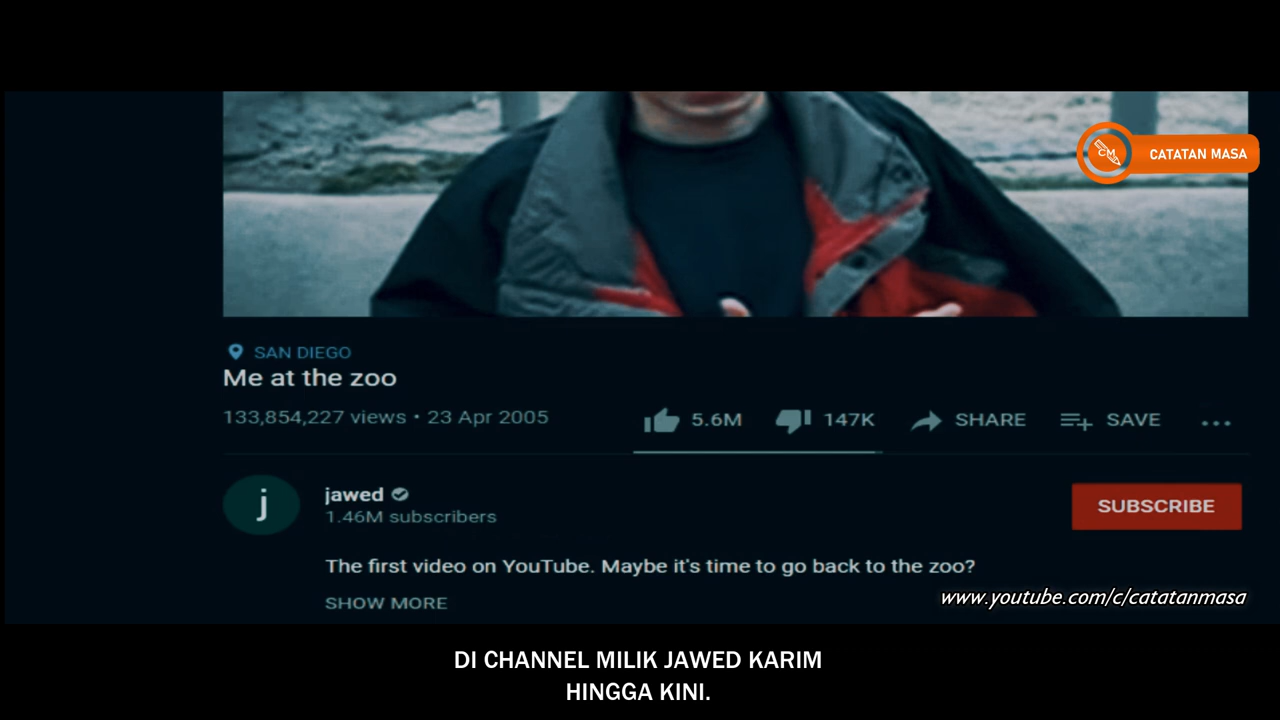 CM
CATATAN MASA
SAN DIEGO
Me at the zoo
133,854,227 views • 23 Apr 2005
5.6M 147K SHARE SAVE ...
j
jawed
1.46M subscribers
SUBSCRIBE
The first video on YouTube. Maybe it's time to go back to the zoo?
SHOW MORE
www.youtube.com/c/catatanmasa
DI CHANNEL MILIK JAWED KARIM
HINGGA KINI.